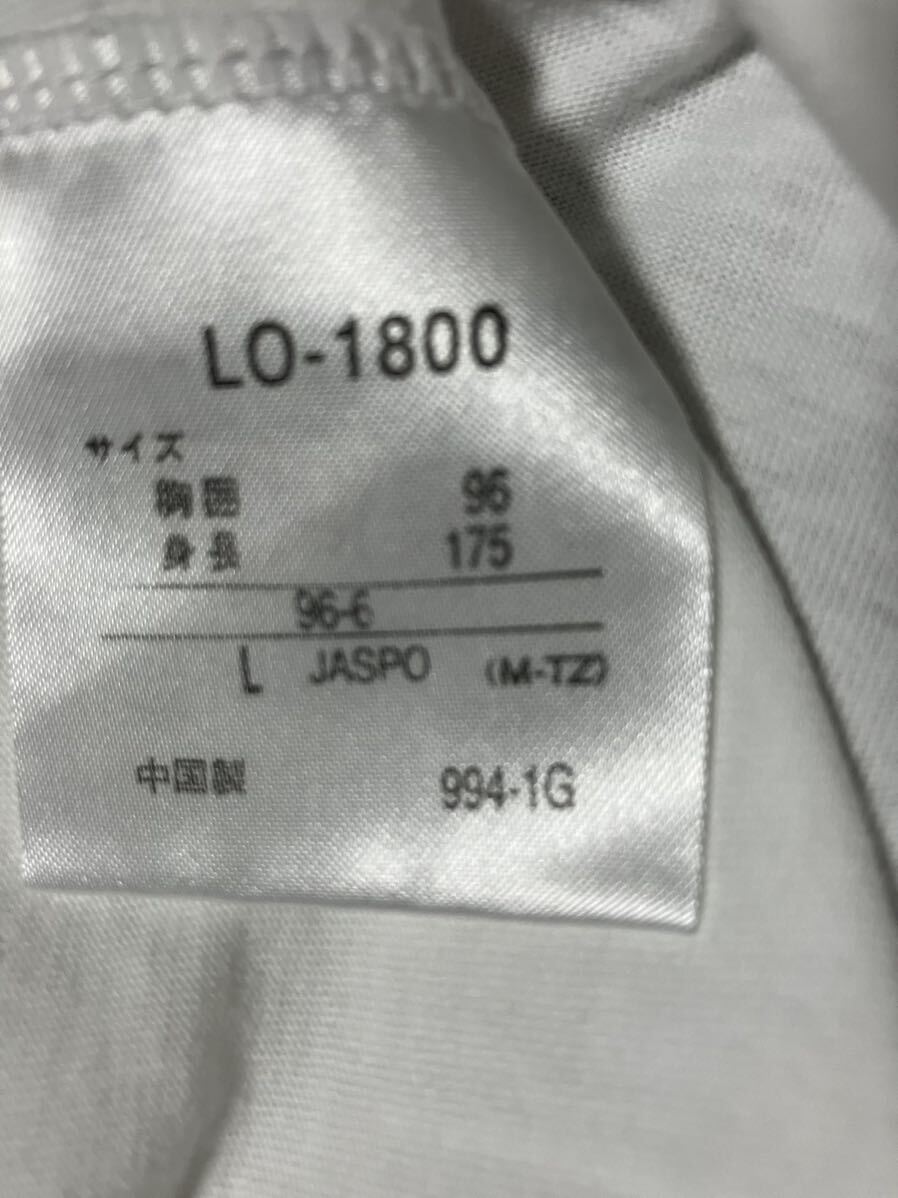 LO-1800
サイズ
胸囲 96
身長 175
96-6
L JASPO (M-TZ)
中国製 994-1G